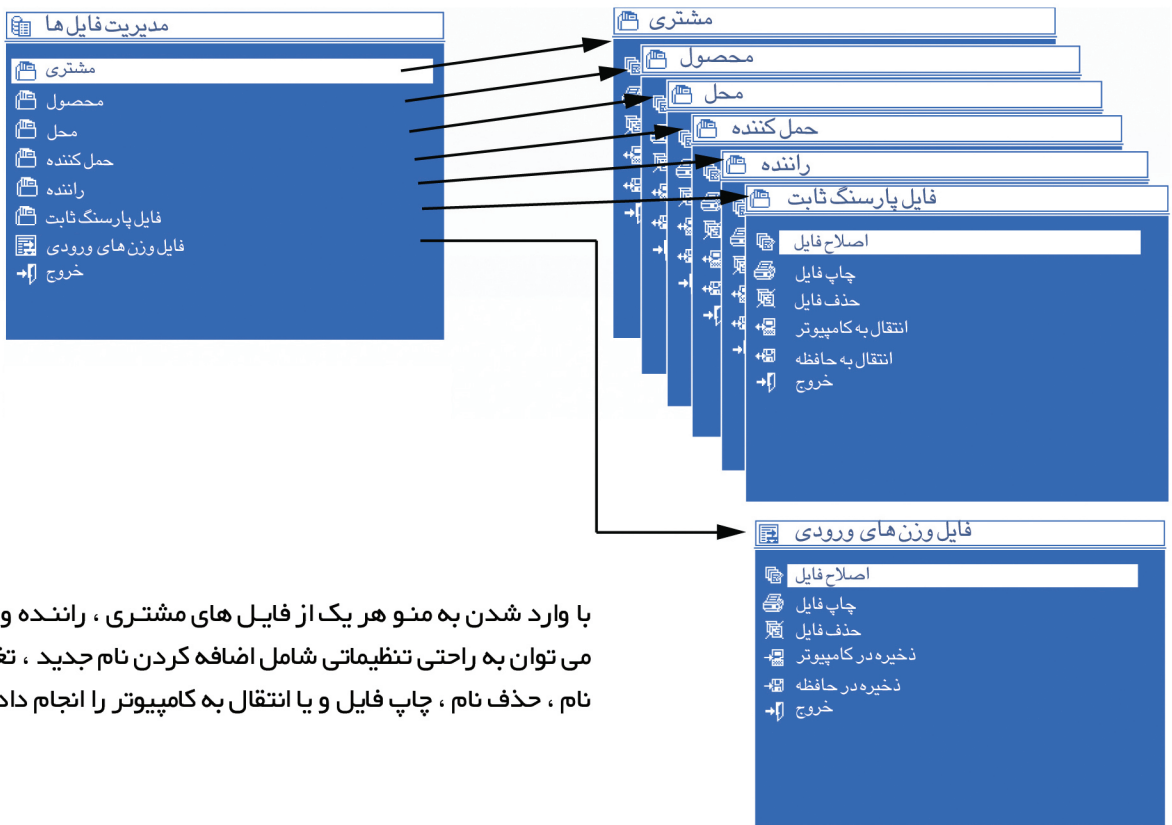 مدیریت فایل ها
مشتری
محصول
محل
حمل کننده
راننده
فایل پارسنگ ثابت
فایل وزن های ورودی
خروج
مشتری
محصول
محل
حمل کننده
راننده
فایل پارسنگ ثابت
اصلاح فایل
چاپ فایل
حذف فایل
انتقال به کامپیوتر
انتقال به حافظه
خروج
فایل وزن های ورودی
اصلاح فایل
چاپ فایل
حذف فایل
ذخیره در کامپیوتر
ذخیره در حافظه
خروج
با وارد شدن به منو هر یک از فایل های مشتری ، راننده و
می توان به راحتی تنظیماتی شامل اضافه کردن نام جدید ،
نام ، حذف نام ، چاپ فایل و یا انتقال به کامپیوتر را انجام داد